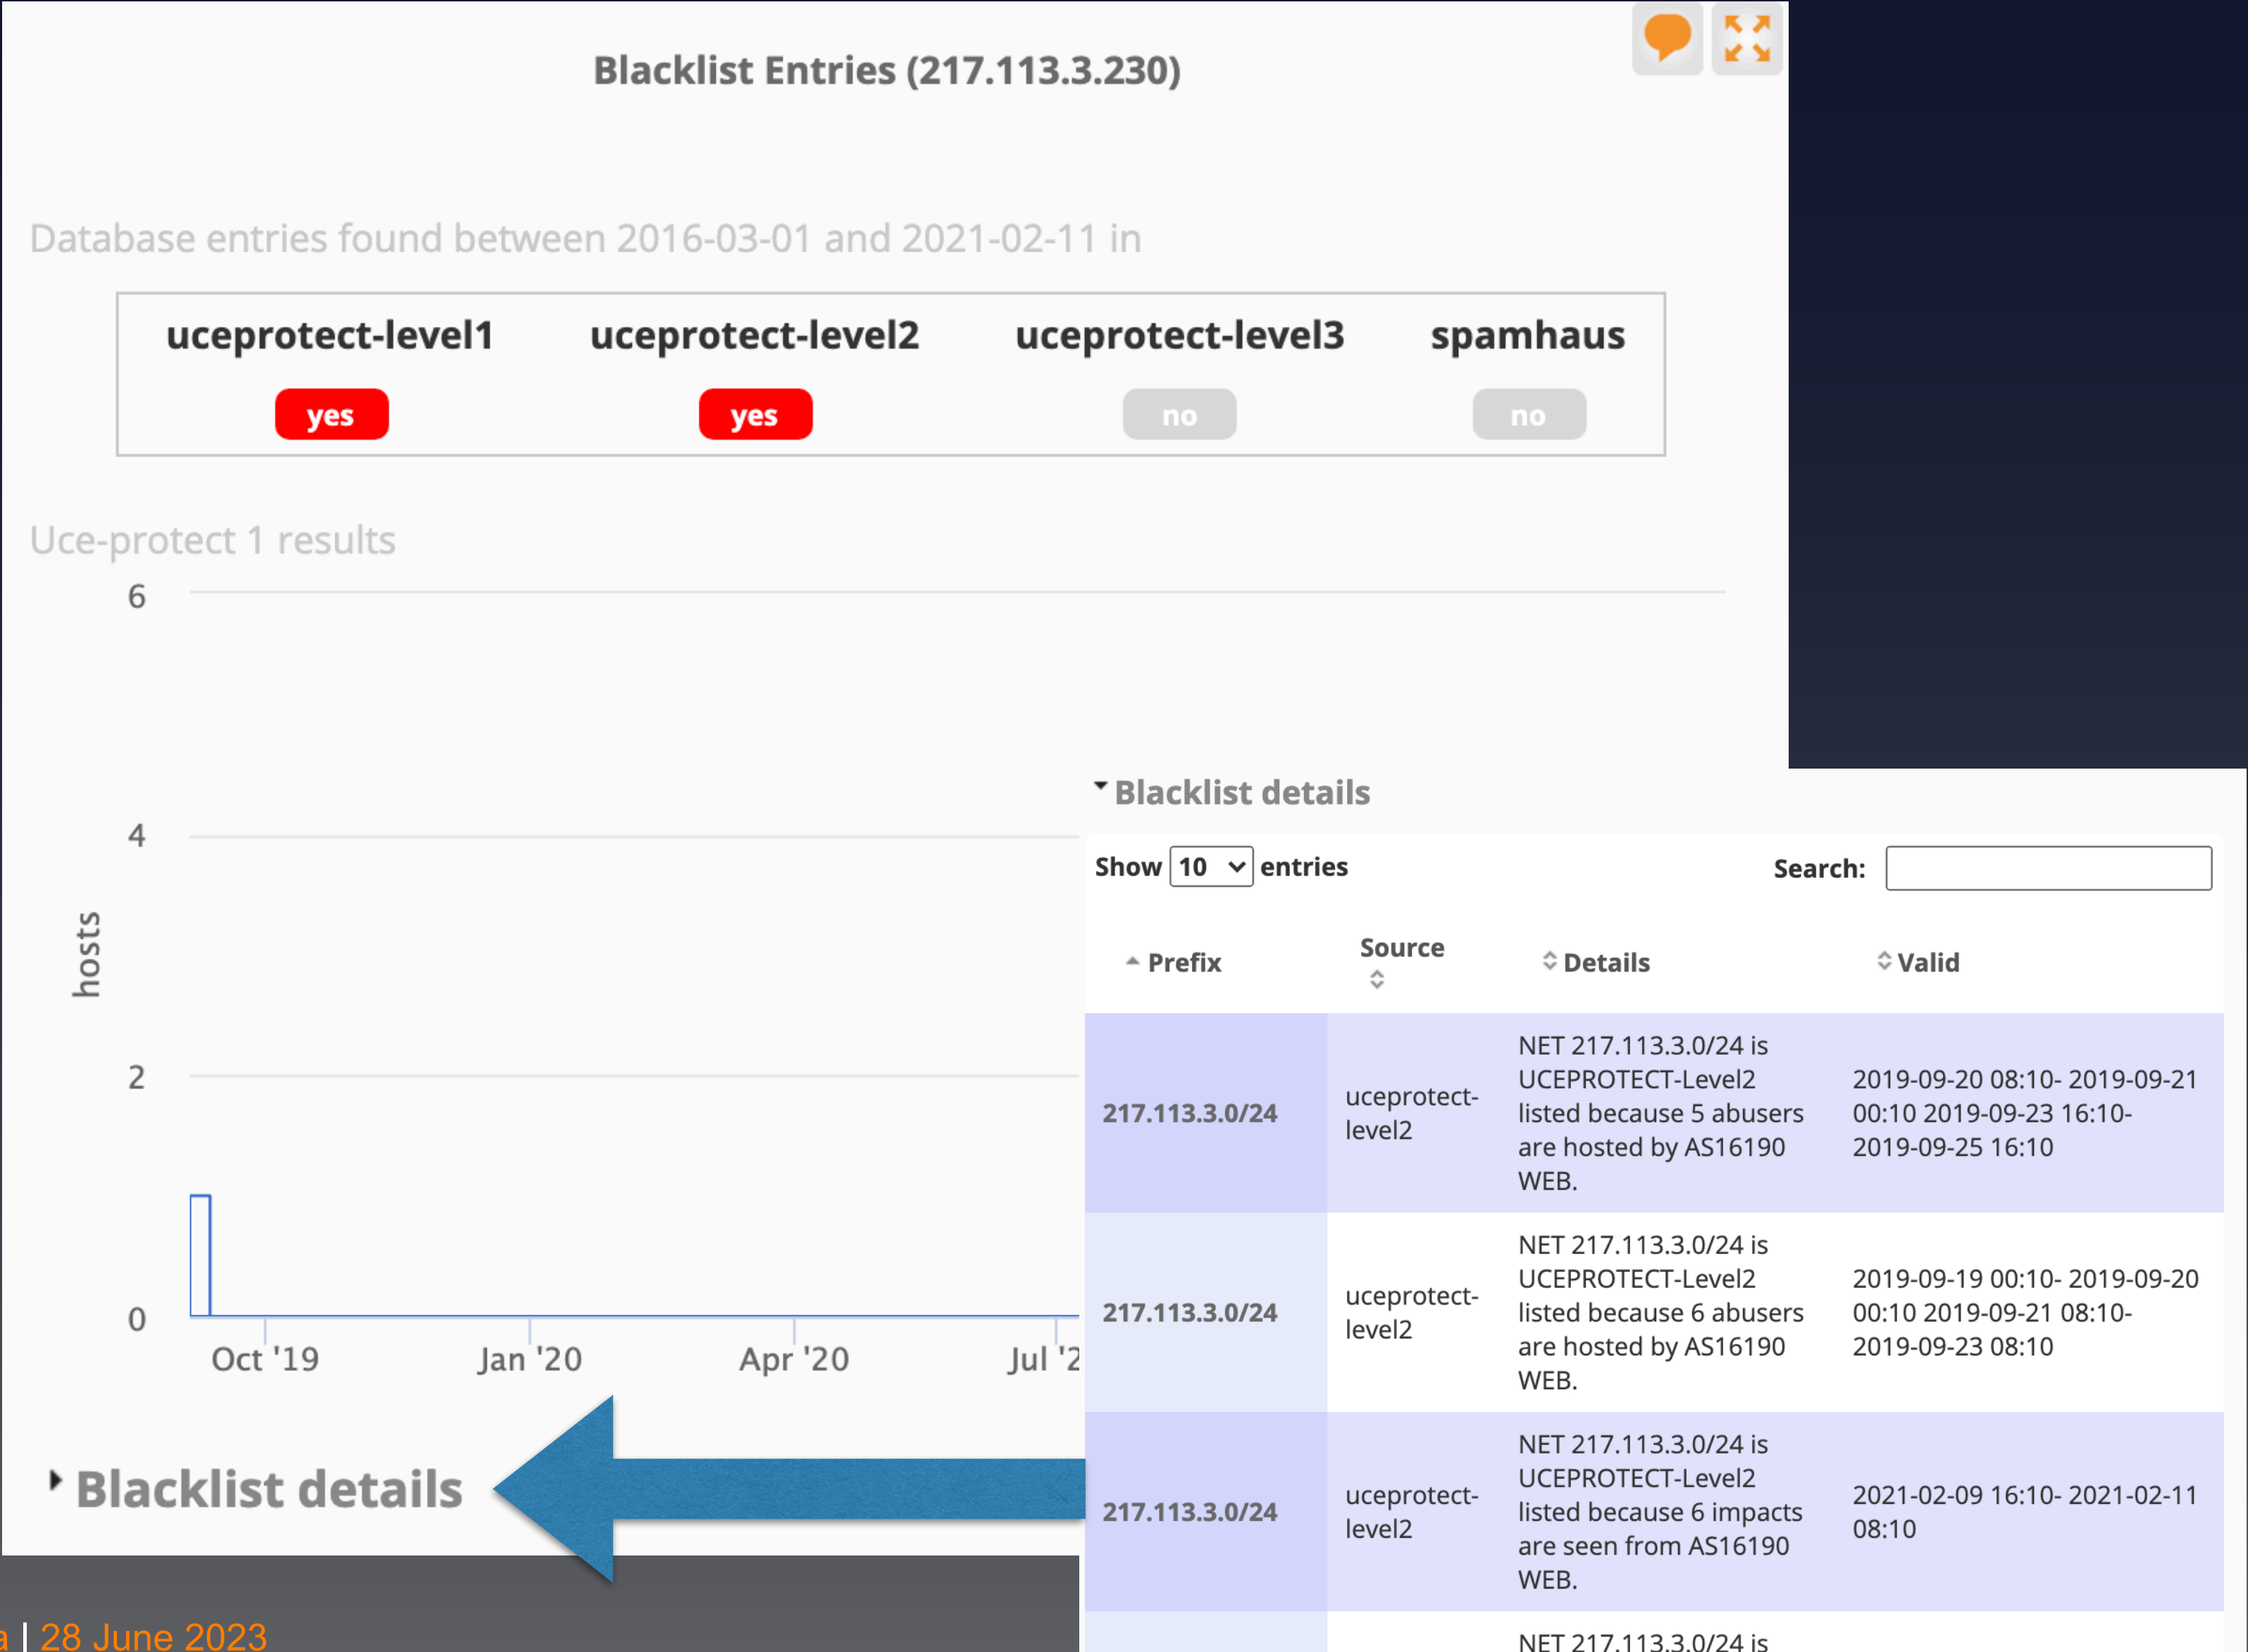 Blacklist Entries (217.113.3.230)
Database entries found between 2016-03-01 and 2021-02-11 in
uceprotect-level1 uceprotect-level2 uceprotect-level3 spamhaus
yes yes no no
Uce-protect 1 results
6
4
2
0
hosts
Oct '19 Jan '20 Apr '20 Jul '2
Blacklist details
Blacklist details
Show 10 entries Search:
Prefix Source Details Valid
217.113.3.0/24
uceprotect-
level2
NET 217.113.3.0/24 is
UCEPROTECT-Level2
listed because 5 abusers
are hosted by AS16190
WEB.
2019-09-20 08:10- 2019-09-21
00:10 2019-09-23 16:10-
2019-09-25 16:10
217.113.3.0/24
uceprotect-
level2
NET 217.113.3.0/24 is
UCEPROTECT-Level2
listed because 6 abusers
are hosted by AS16190
WEB.
2019-09-19 00:10- 2019-09-20
00:10 2019-09-21 08:10-
2019-09-23 08:10
217.113.3.0/24
uceprotect-
level2
NET 217.113.3.0/24 is
UCEPROTECT-Level2
listed because 6 impacts
are seen from AS16190
WEB.
2021-02-09 16:10- 2021-02-11
08:10
NET 217.113.3.0/24 is
a | 28 June 2023